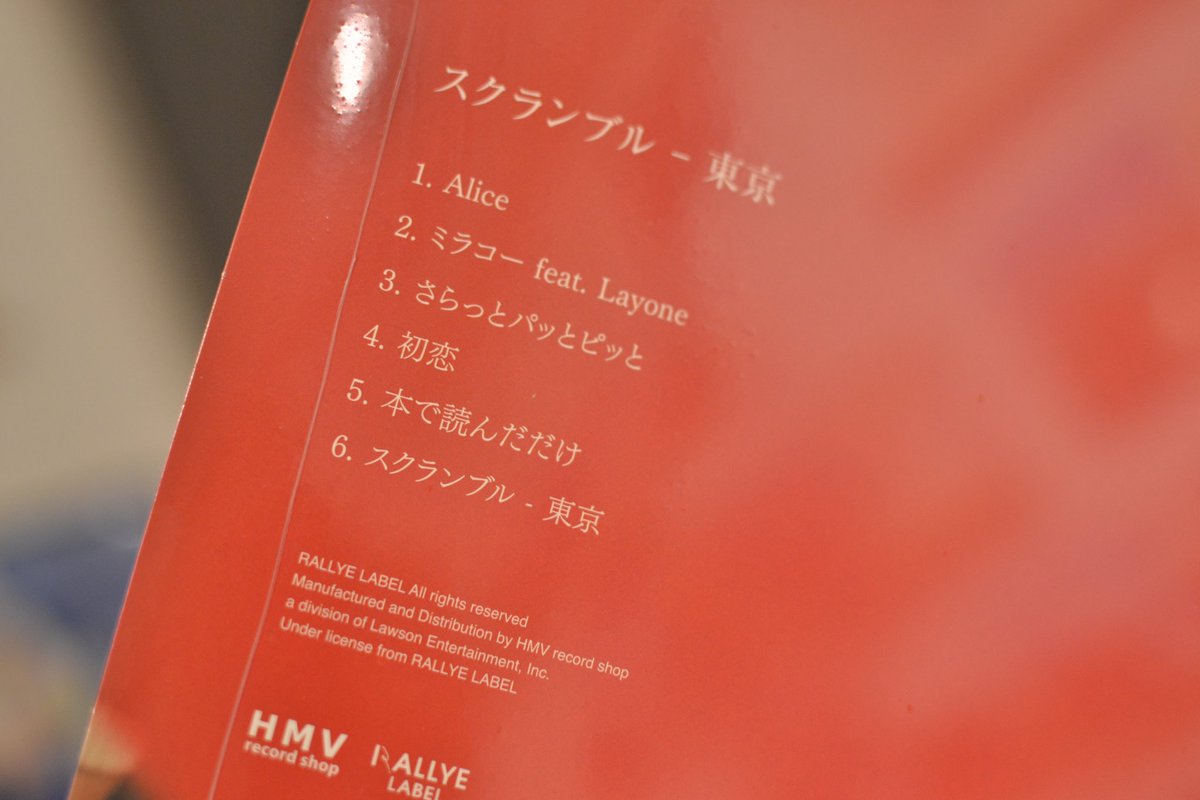 スクランブル - 東京
1. Alice
2. ミラコー feat. Layone
3. さらっとパッとピッと
4. 初恋
5. 本で読んだだけ
6. スクランブル - 東京
RALLYE LABEL All rights reserved
Manufactured and Distribution by HMV record shop
a division of Lawson Entertainment, Inc.
Under license from RALLYE LABEL
HMV
record shop
RALLYE
LABEL